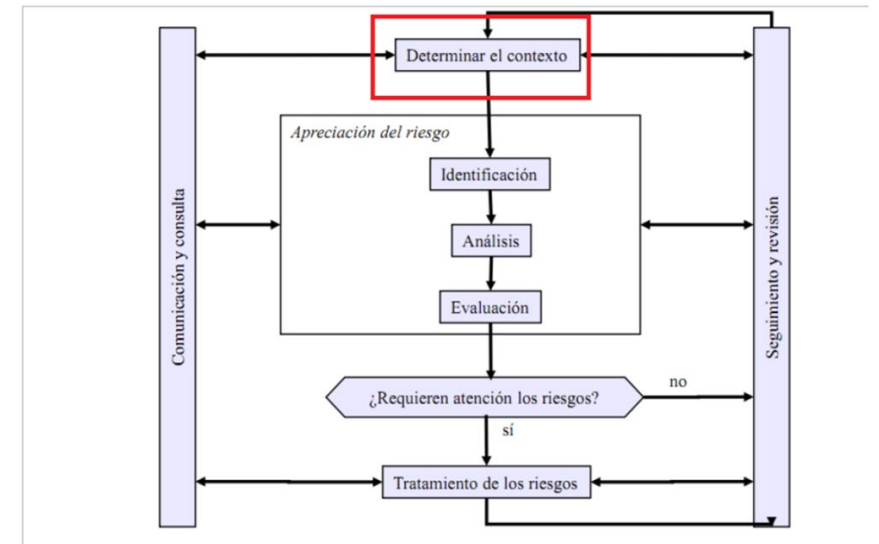 Determinar el contexto
Apreciación del riesgo
Identificación
Análisis
Evaluación
Comunicación y consulta
Seguimiento y revisión
¿Requieren atención los riesgos?
no
sí
Tratamiento de los riesgos